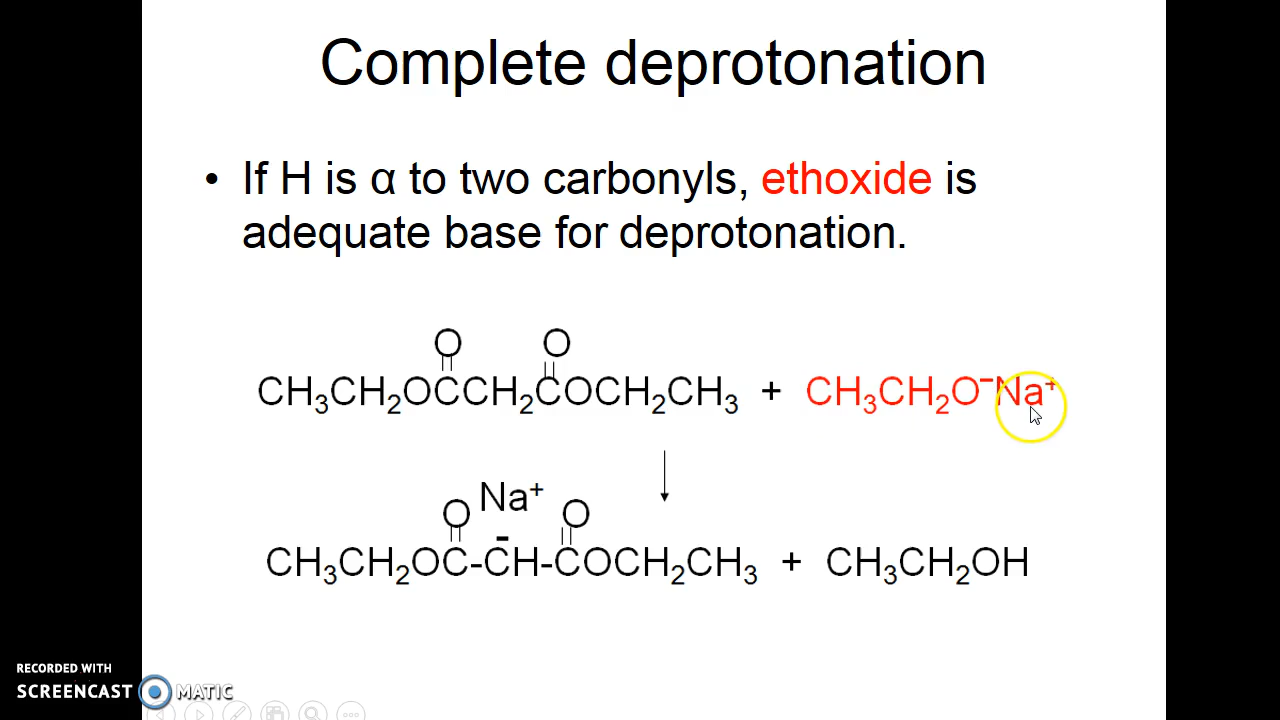 Complete deprotonation
• If H is α to two carbonyls, ethoxide is
adequate base for deprotonation.
O O
CH₃CH₂OCCH₂COCH₂CH₃ + CH₃CH₂O⁻Na⁺
Na⁺
O O
-
CH₃CH₂OC-CH-COCH₂CH₃ + CH₃CH₂OH
RECORDED WITH
SCREENCAST MATIC